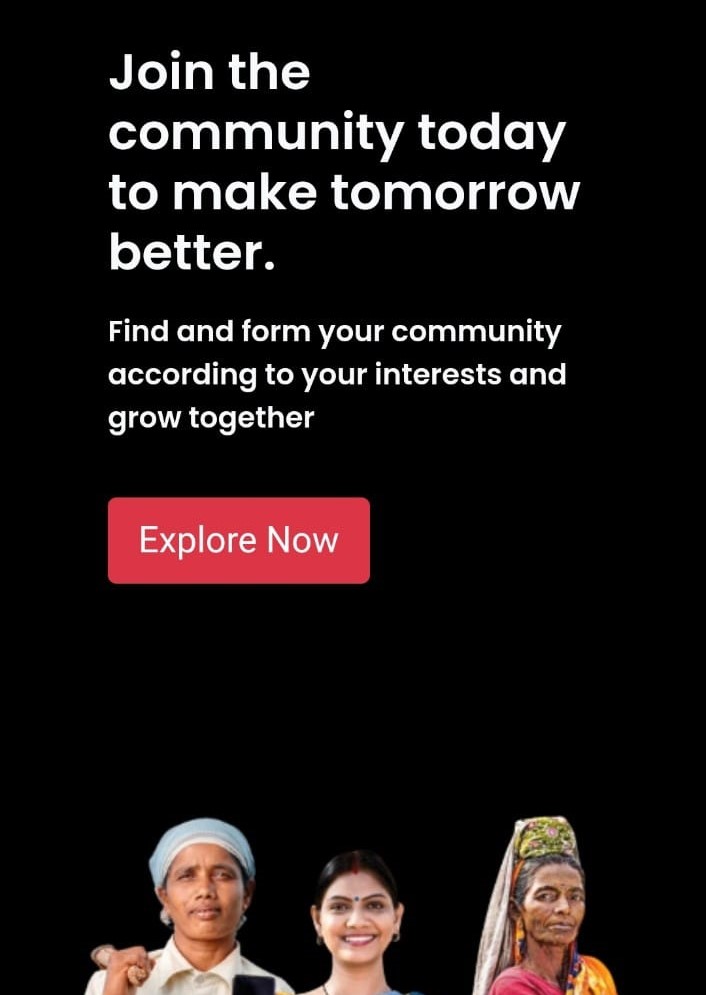 Join the
community today
to make tomorrow
better.
Find and form your community
according to your interests and
grow together
Explore Now